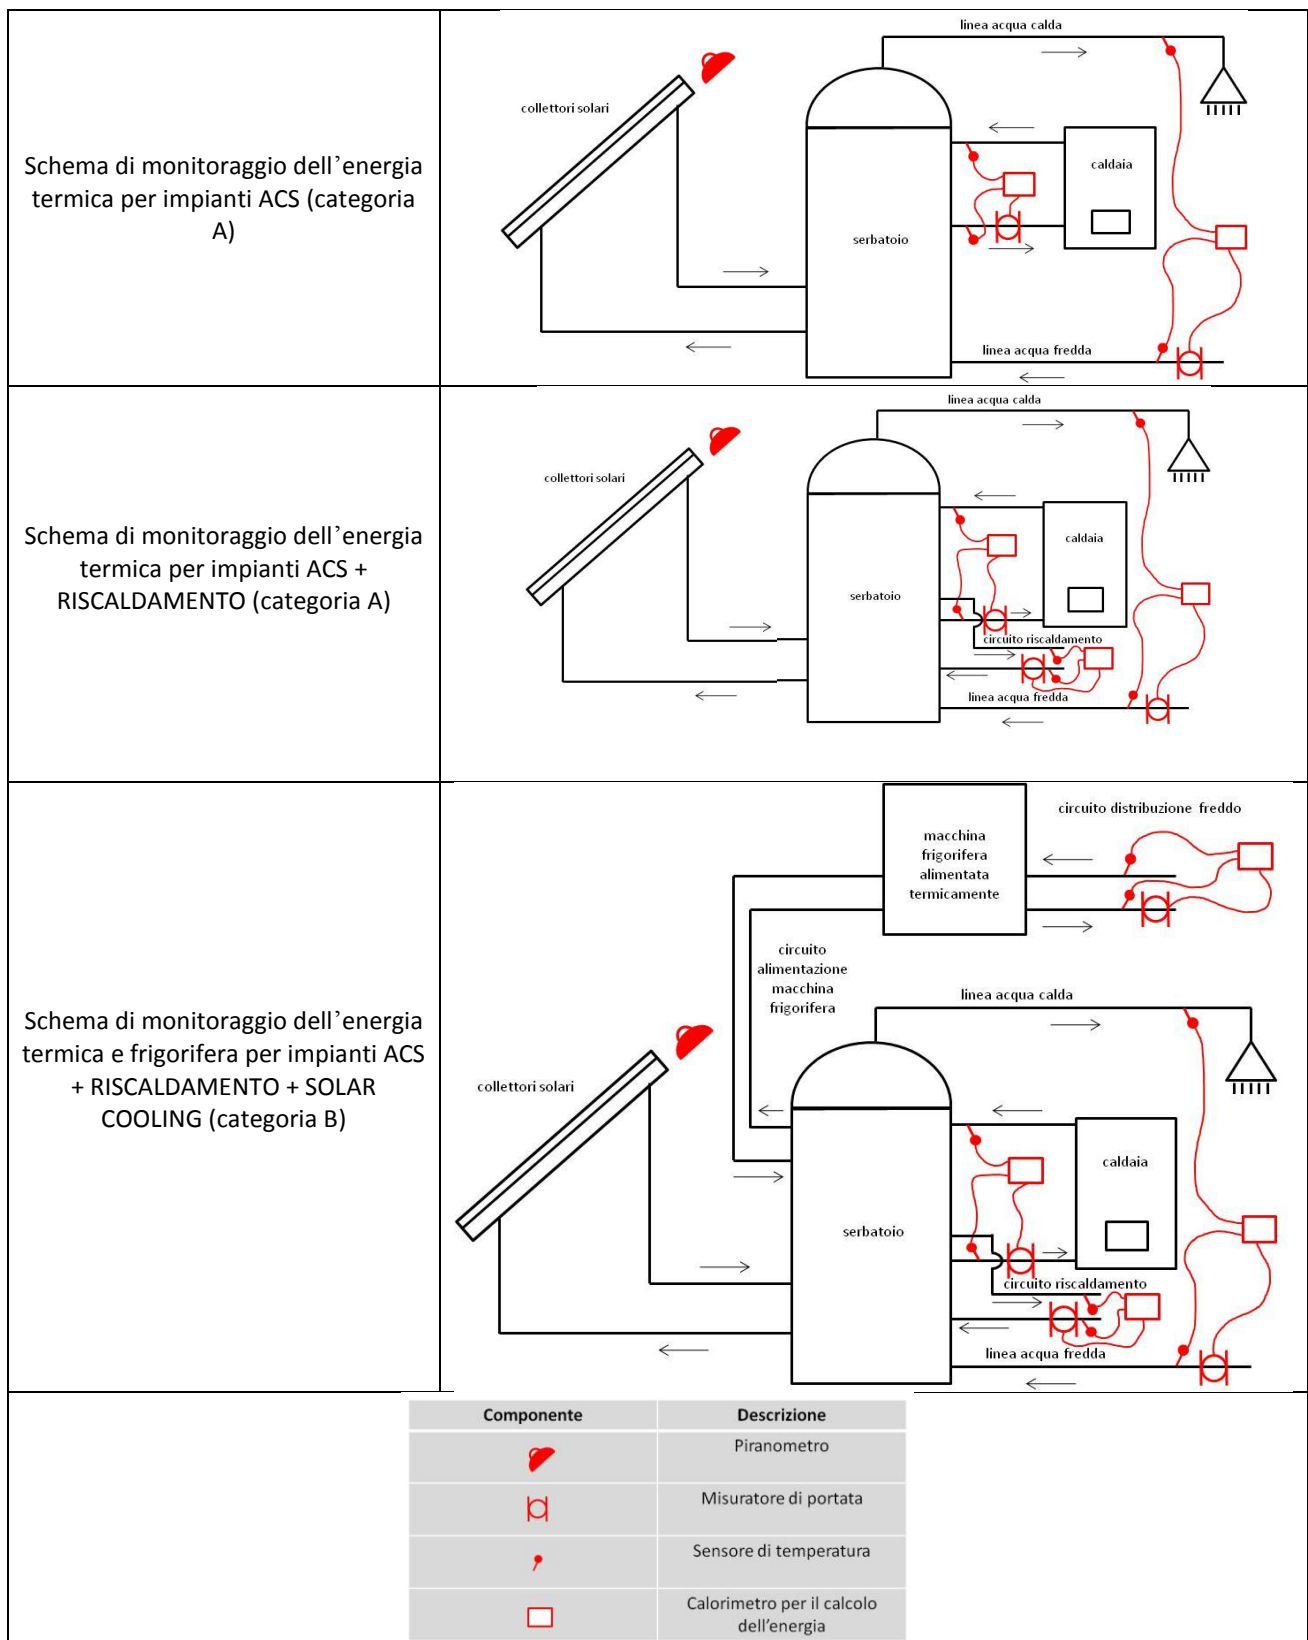 Schema di monitoraggio dell'energia
termica per impianti ACS (categoria
A)
linea acqua calda
collettori solari
caldaia
serbatoio
linea acqua fredda
Schema di monitoraggio dell'energia
termica per impianti ACS +
RISCALDAMENTO (categoria A)
linea acqua calda
collettori solari
caldaia
serbatoio
circuito riscaldamento
linea acqua fredda
Schema di monitoraggio dell'energia
termica e frigorifera per impianti ACS
+ RISCALDAMENTO + SOLAR
COOLING (categoria B)
macchina
frigorifera
alimentata
termicamente
circuito distribuzione freddo
circuito
alimentazione
macchina
frigorifera
linea acqua calda
collettori solari
caldaia
serbatoio
circuito riscaldamento
linea acqua fredda
Componente Descrizione
Piranometro
Misuratore di portata
Sensore di temperatura
Calorimetro per il calcolo
dell'energia